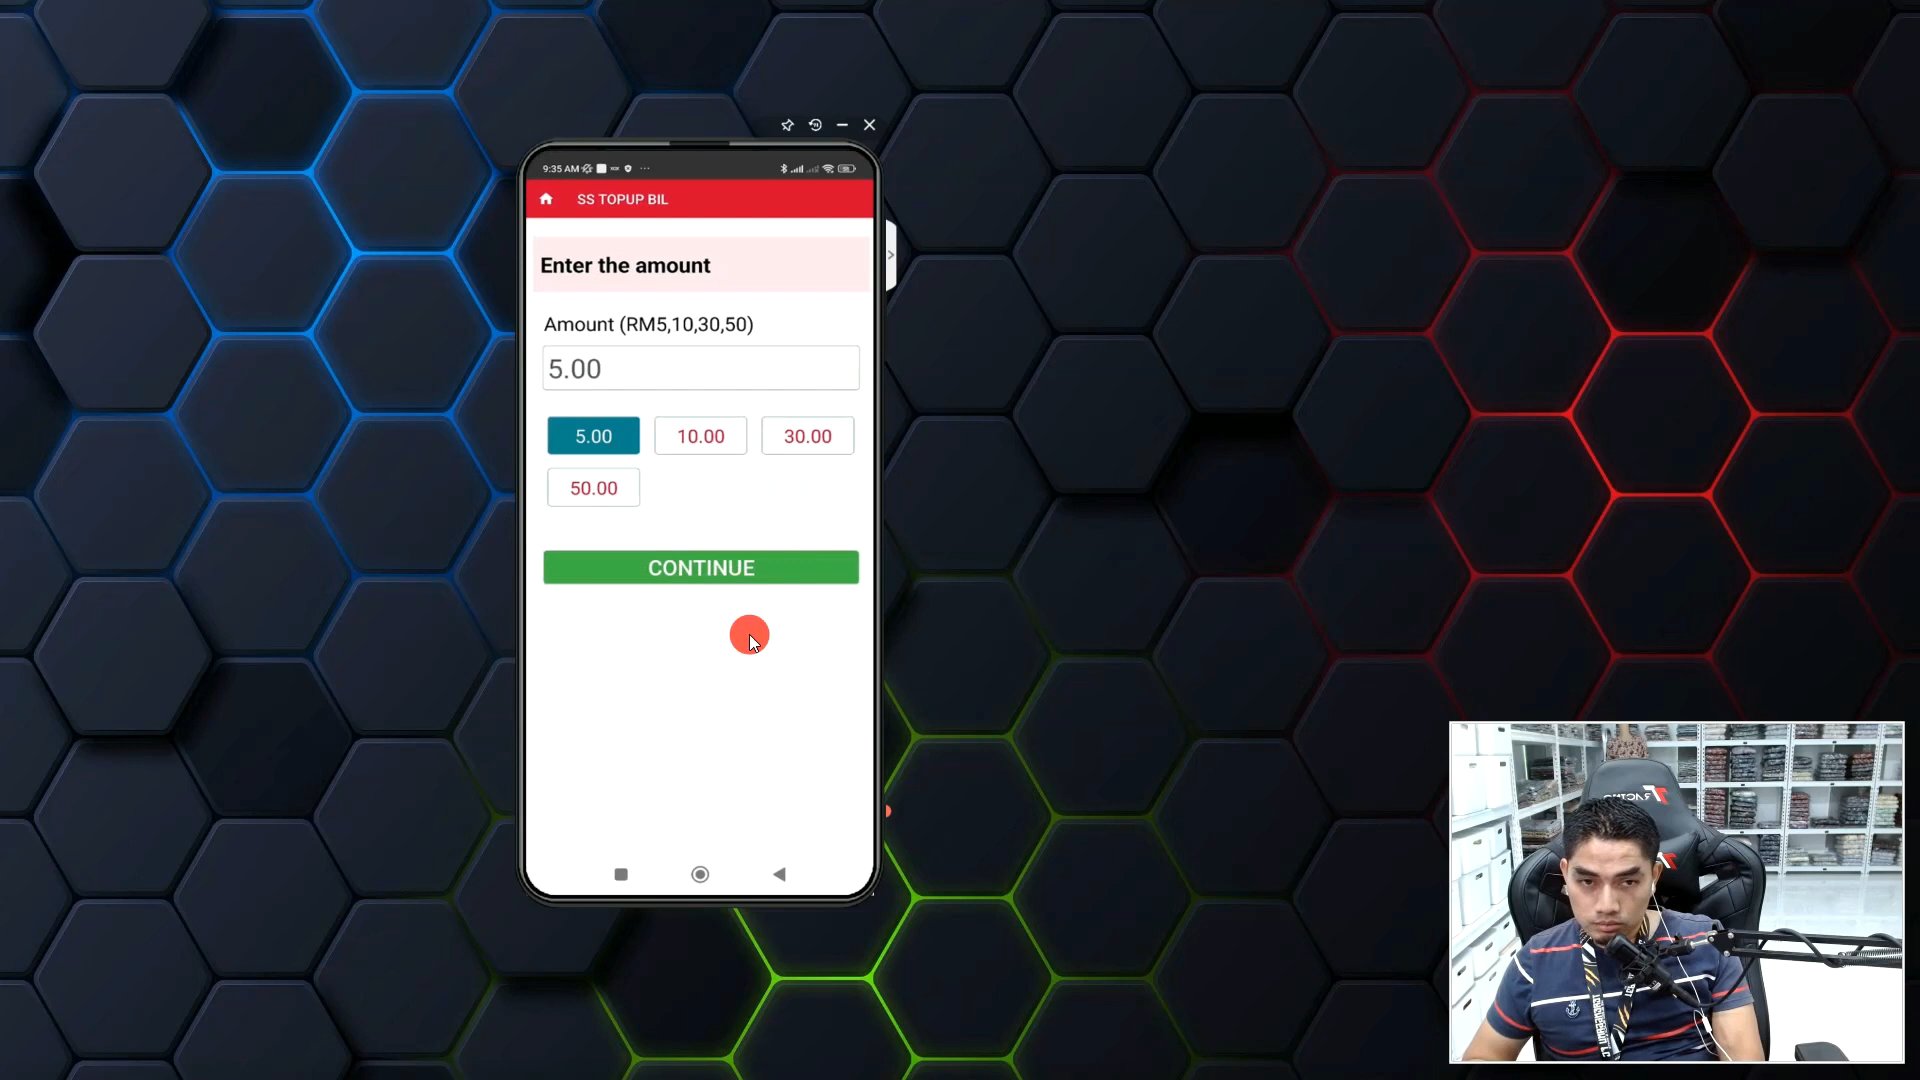 9:35 AM
SS TOPUP BIL
Enter the amount
Amount (RM5,10,30,50)
5.00
5.00 10.00 30.00
50.00
CONTINUE